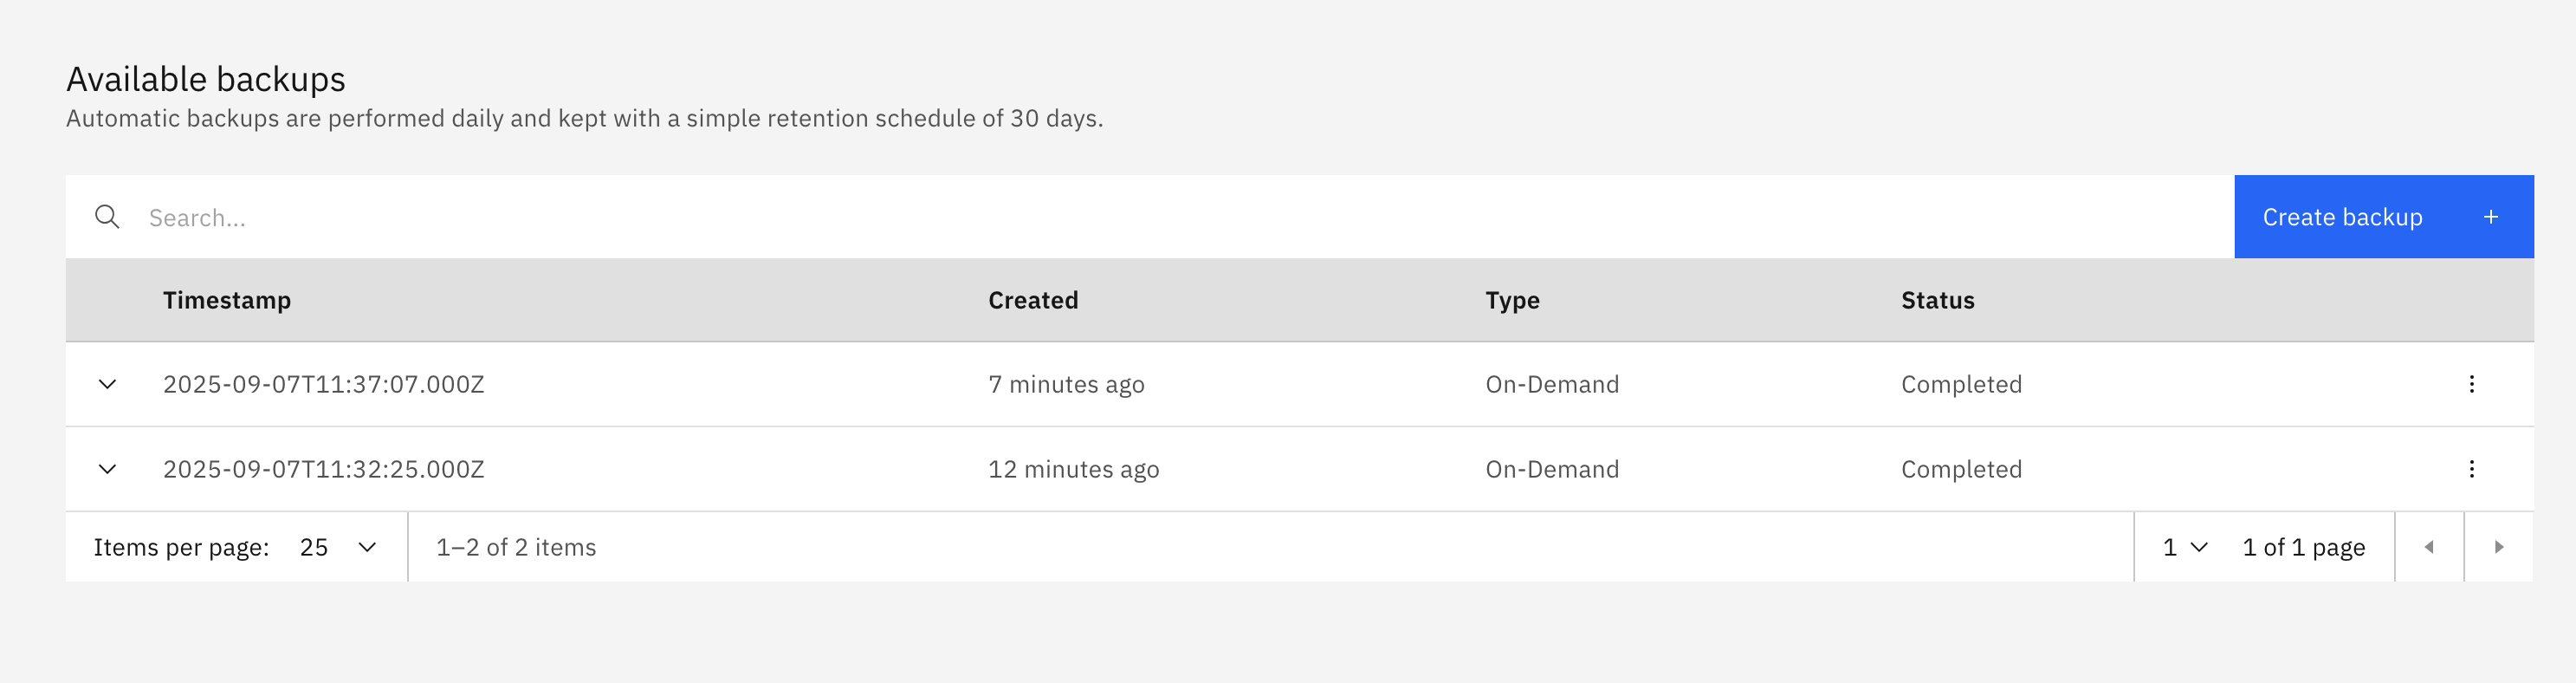 Available backups
Automatic backups are performed daily and kept with a simple retention schedule of 30 days.
Search...
Create backup +
Timestamp Created Type Status
2025-09-07T11:37:07.000Z 7 minutes ago On-Demand Completed
2025-09-07T11:32:25.000Z 12 minutes ago On-Demand Completed
Items per page: 25 1–2 of 2 items 1 1 of 1 page